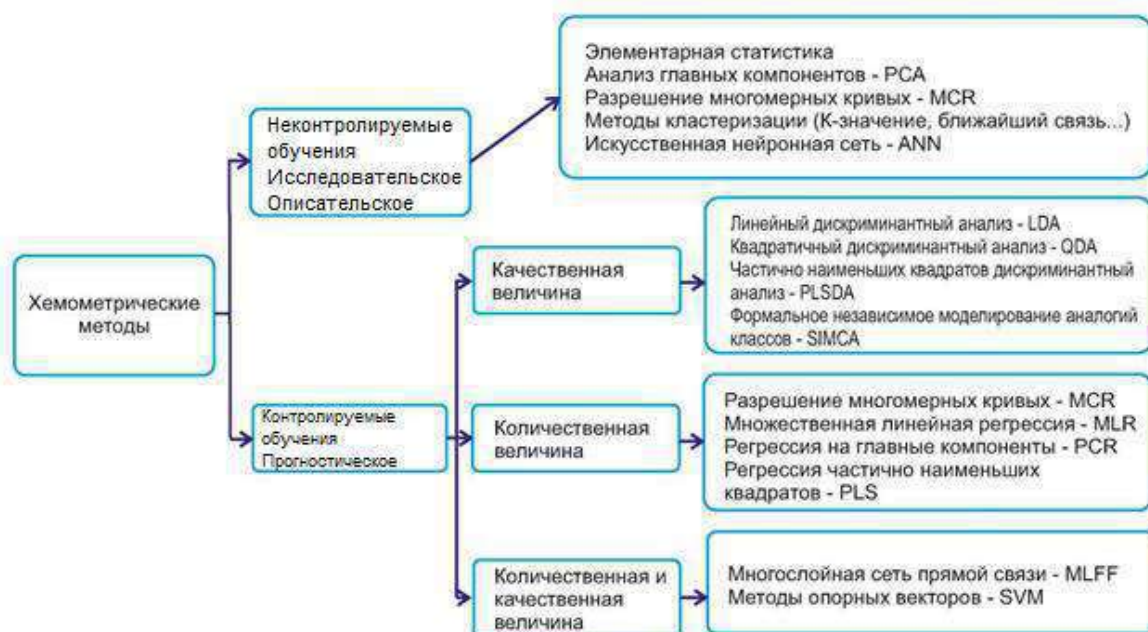 Элементарная статистика
Анализ главных компонентов - PCA
Разрешение многомерных кривых - MCR
Методы кластеризации (К-значение, ближайший связь...)
Искусственная нейронная сеть - ANN
Неконтролируемые
обучения
Исследовательское
Описательское
Хемометрические
методы
Качественная
величина
Линейный дискриминантный анализ - LDA
Квадратичный дискриминантный анализ - QDA
Частично наименьших квадратов дискриминантный
анализ - PLSDA
Формальное независимое моделирование аналогий
классов - SIMCA
Контролируемые
обучения
Прогностическое
Количественная
величина
Разрешение многомерных кривых - MCR
Множественная линейная регрессия - MLR
Регрессия на главные компоненты - PCR
Регрессия частично наименьших
квадратов - PLS
Количественная и
качественная
величина
Многослойная сеть прямой связи - MLFF
Методы опорных векторов - SVM